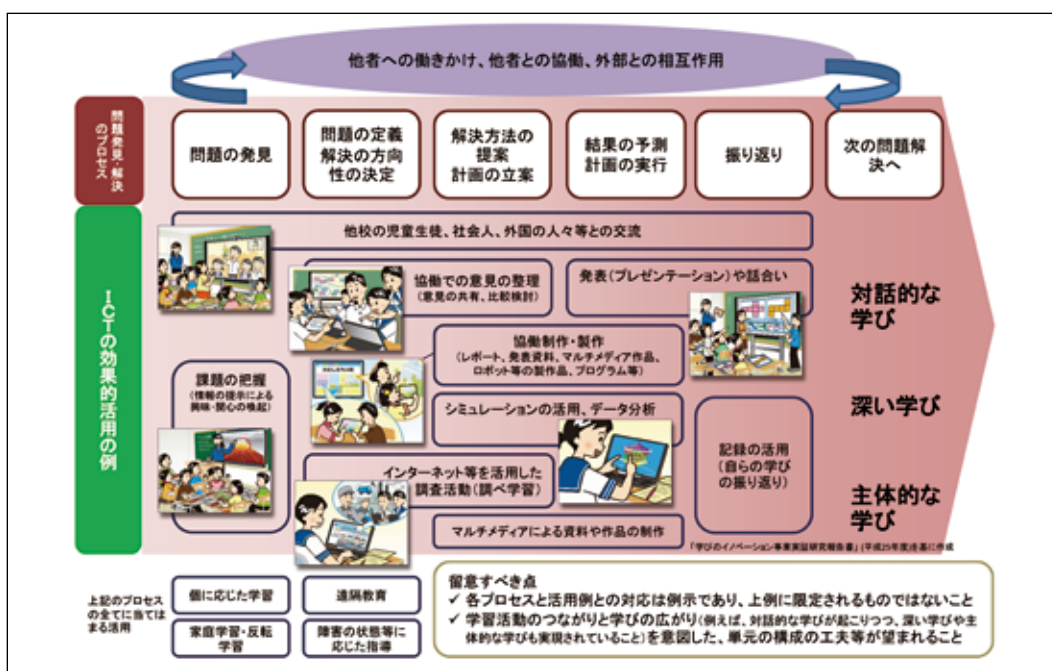 他者への働きかけ、他者との協働、外部との相互作用
問題発見・解決
のプロセス
問題の発見
問題の定義
解決の方向
性の決定
解決方法の
提案
計画の立案
結果の予測
計画の実行
振り返り
次の問題解
決へ
ICTの効果的活用の例
他校の児童生徒、社会人、外国の人々等との交流
協働での意見の整理
(意見の共有、比較検討)
発表(プレゼンテーション)や話合い
対話的な
学び
協働制作・製作
(レポート、発表資料、マルチメディア作品、
ロボット等の製作品、プログラム等)
課題の把握
(情報の提示による
興味・関心の喚起)
シミュレーションの活用、データ分析
深い学び
記録の活用
(自らの学び
の振り返り)
インターネット等を活用した
調査活動(調べ学習)
主体的な
学び
マルチメディアによる資料や作品の制作
「学びのイノベーション事業実証研究報告書」(平成25年度)を基に作成
上記のプロセス
の全てに当ては
まる活用
個に応じた学習
遠隔教育
家庭学習・反転
学習
障害の状態等に
応じた指導
留意すべき点
✓ 各プロセスと活用例との対応は例示であり、上例に限定されるものではないこと
✓ 学習活動のつながりと学びの広がり(例えば、対話的な学びが起こりつつ、深い学びや主
体的な学びも実現されていること)を意図した、単元の構成の工夫等が望まれること